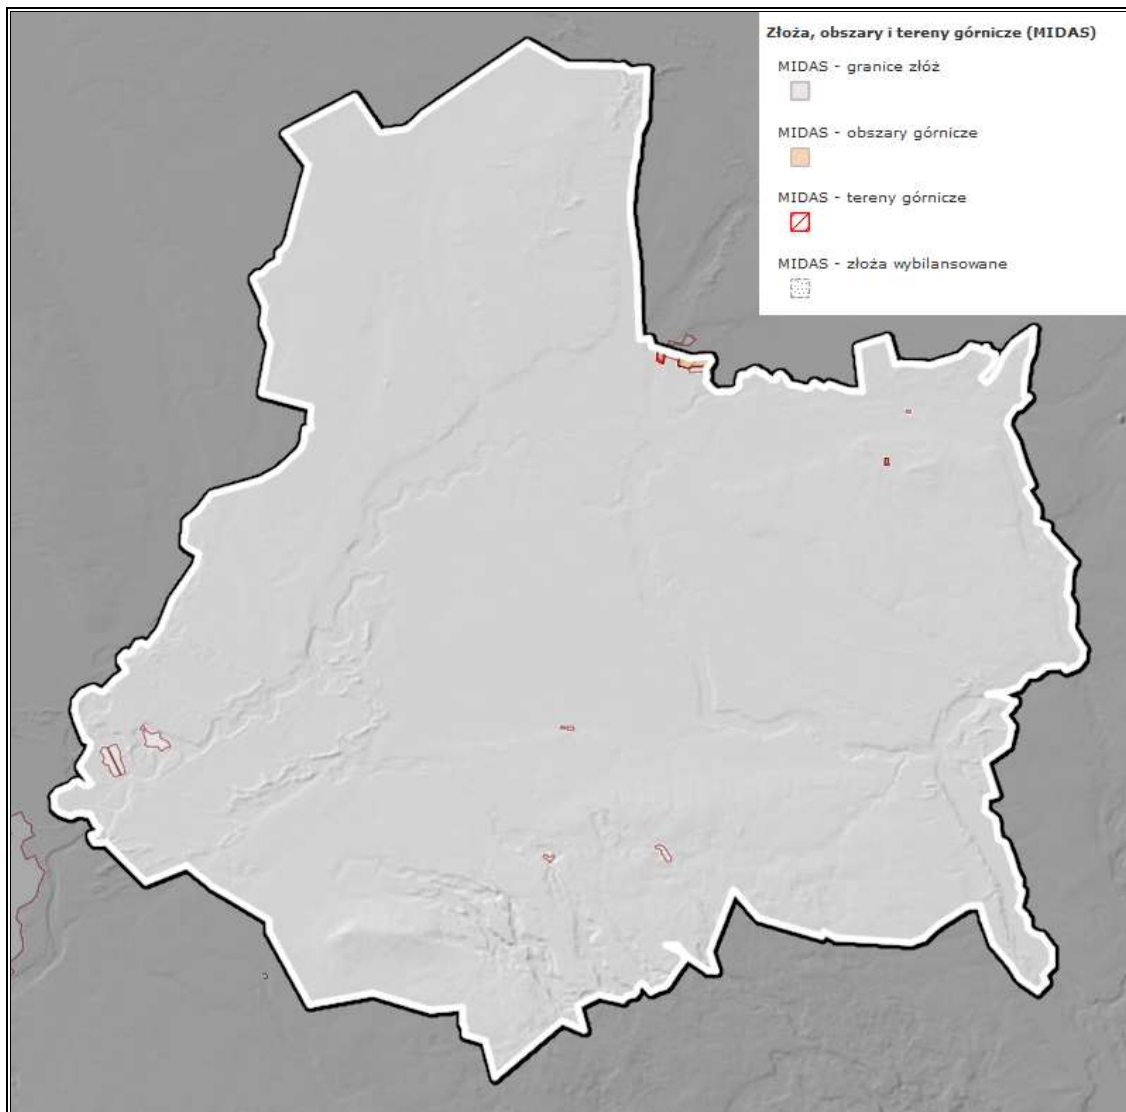 Złoża, obszary i tereny górnicze (MIDAS)
MIDAS - granice złóż
MIDAS - obszary górnicze
MIDAS - tereny górnicze
MIDAS - złoża wybilansowane